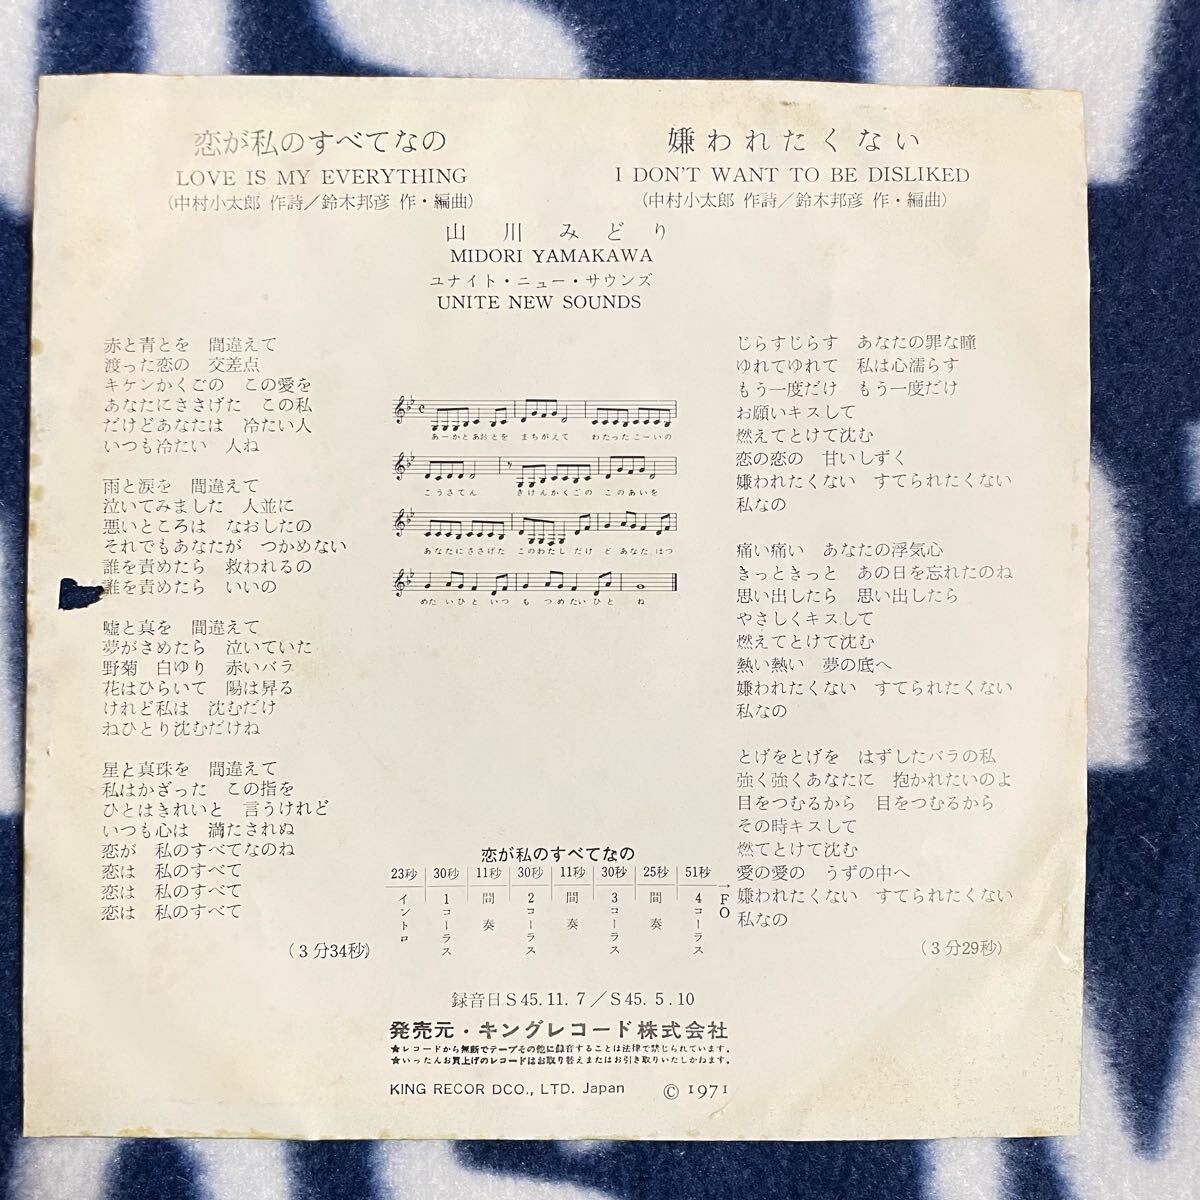 恋が私のすべてなの
LOVE IS MY EVERYTHING
(中村小太郎 作詩/鈴木邦彦 作・編曲)
嫌われたくない
I DON'T WANT TO BE DISLIKED
(中村小太郎 作詩/鈴木邦彦 作・編曲)
山川みどり
MIDORI YAMAKAWA
ユナイト・ニュー・サウンズ
UNITE NEW SOUNDS
赤と青とを 間違えて
渡った恋の 交差点
キケンかくごの この愛を
あなたにささげた この私
だけどあなたは 冷たい人
いつも冷たい 人ね
雨と涙を 間違えて
泣いてみました 人並に
悪いところは なおしたの
それでもあなたが つかめない
誰を責めたら 救われるの
誰を責めたら いいの
嘘と真を 間違えて
夢がさめたら 泣いていた
野菊 白ゆり 赤いバラ
花はひらいて 陽は昇る
けれど私は 沈むだけ
ねひとり沈むだけね
星と真珠を 間違えて
私はかざった この指を
ひとはきれいと 言うけれど
いつも心は 満たされぬ
恋が 私のすべてなのね
恋は 私のすべて
恋は 私のすべて
恋は 私のすべて
(3分34秒)
あーかとあおとを まちがえて わたったこーいの
こうさてん きけんかくごの このあいを
あなたにささげた このわたし だけ ど あなた はつ
めたいひと いつ も つめたいひと ね
恋が私のすべてなの
23秒 30秒 11秒 30秒 11秒 30秒 25秒 51秒
イントロ 1コーラス 間奏 2コーラス 間奏 3コーラス 間奏 4コーラス FO
じらすじらす あなたの罪な瞳
ゆれてゆれて 私は心濡らす
もう一度だけ もう一度だけ
お願いキスして
燃えてとけて沈む
恋の恋の 甘いしずく
嫌われたくない すてられたくない
私なの
痛い痛い あなたの浮気心
きっときっと あの日を忘れたのね
思い出したら 思い出したら
やさしくキスして
燃えてとけて沈む
熱い熱い 夢の底へ
嫌われたくない すてられたくない
私なの
とげをとげを はずしたバラの私
強く強くあなたに 抱かれたいのよ
目をつむるから 目をつむるから
その時キスして
燃てとけて沈む
愛の愛の うずの中へ
嫌われたくない すてられたくない
私なの
(3分29秒)
録音日S45.11.7/S45.5.10
発売元・キングレコード株式会社
★レコードから無断でテープその他に録音することは法律で禁じられています。
★いったんお買上げのレコードはお取り替えまたはお引き取りいたしかねます。
KING RECOR DCO., LTD. Japan © 1971